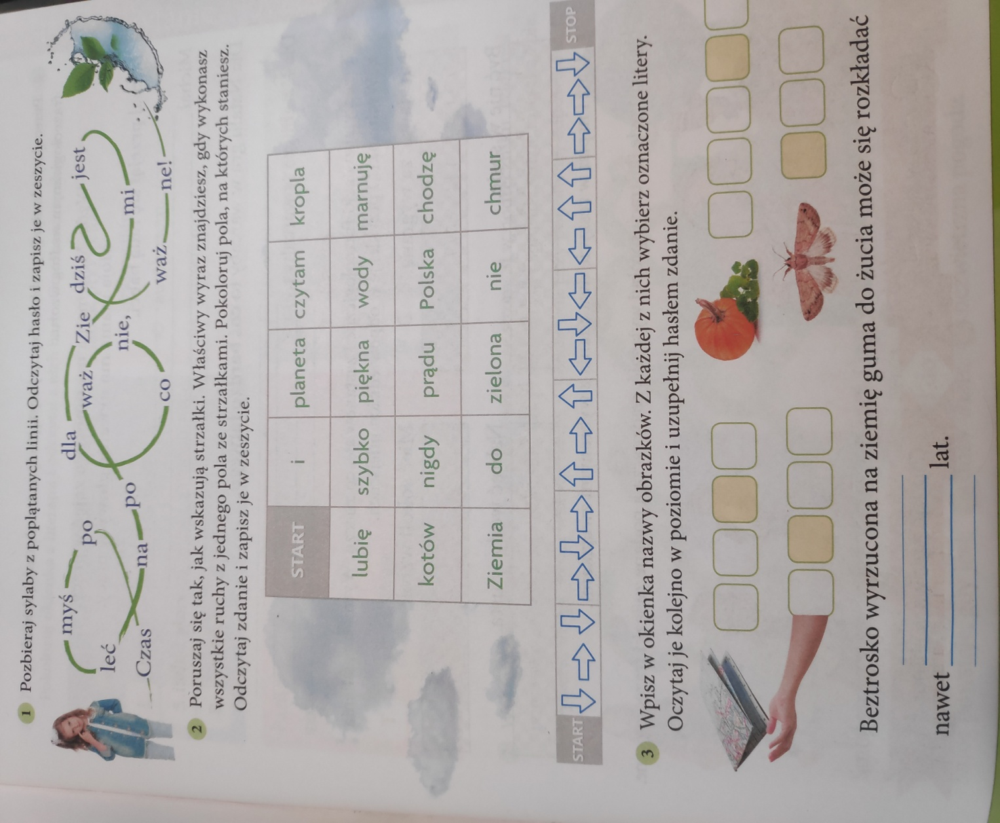 1 Pozbieraj sylaby z poplątanych linii. Odczytaj hasło i zapisz je w zeszycie.
myś po dla Zie dziś jest
leć waż nie, mi
Czas na po co waż ne!
2 Poruszaj się tak, jak wskazują strzałki. Właściwy wyraz znajdziesz, gdy wykonasz
wszystkie ruchy z jednego pola ze strzałkami. Pokoloruj pola, na których staniesz.
Odczytaj zdanie i zapisz je w zeszycie.
START i planeta czytam kropla
lubię szybko piękna wody marnuję
kotów nigdy prądu Polska chodzę
Ziemia do zielona nie chmur
START STOP
3 Wpisz w okienka nazwy obrazków. Z każdej z nich wybierz oznaczone litery.
Oczytaj je kolejno w poziomie i uzupełnij hasłem zdanie.
Beztrosko wyrzucona na ziemię guma do żucia może się rozkładać
nawet lat.